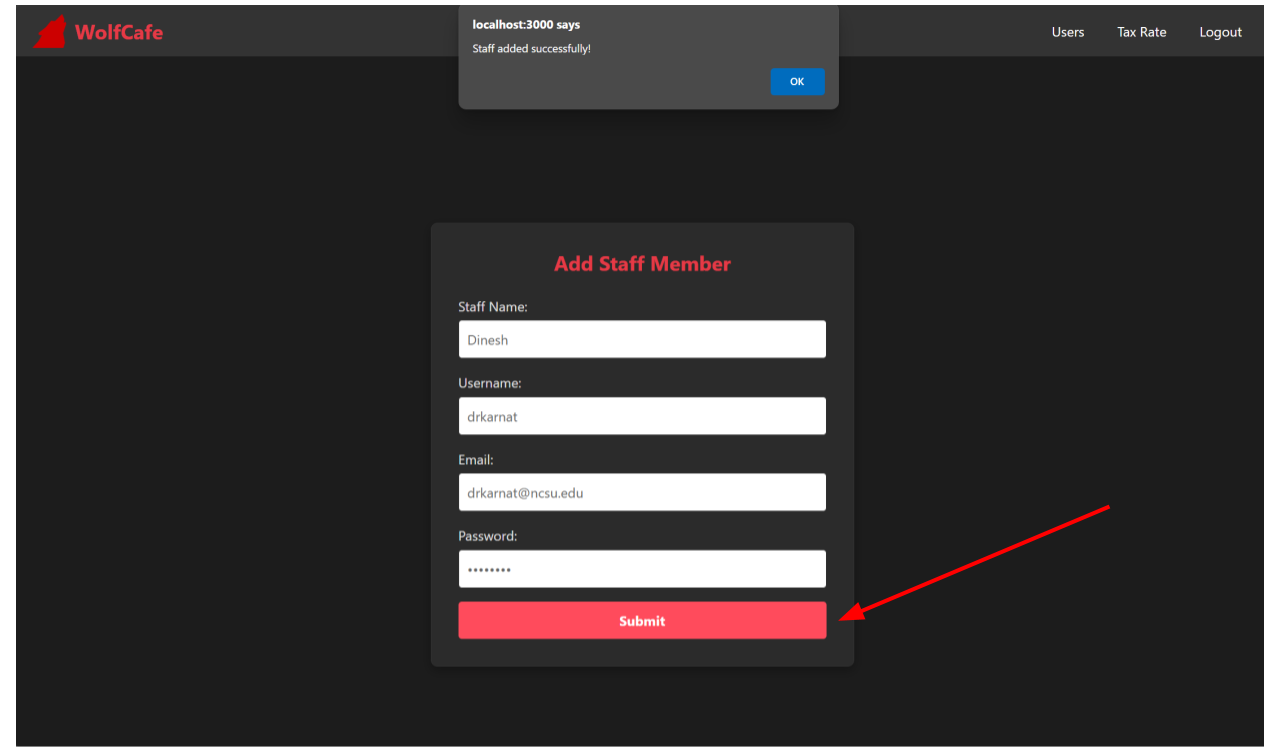 WolfCafe
localhost:3000 says
Staff added successfully!
OK
Users
Tax Rate
Logout
Add Staff Member
Staff Name:
Dinesh
Username:
drkarnat
Email:
drkarnat@ncsu.edu
Password:
••••••••
Submit